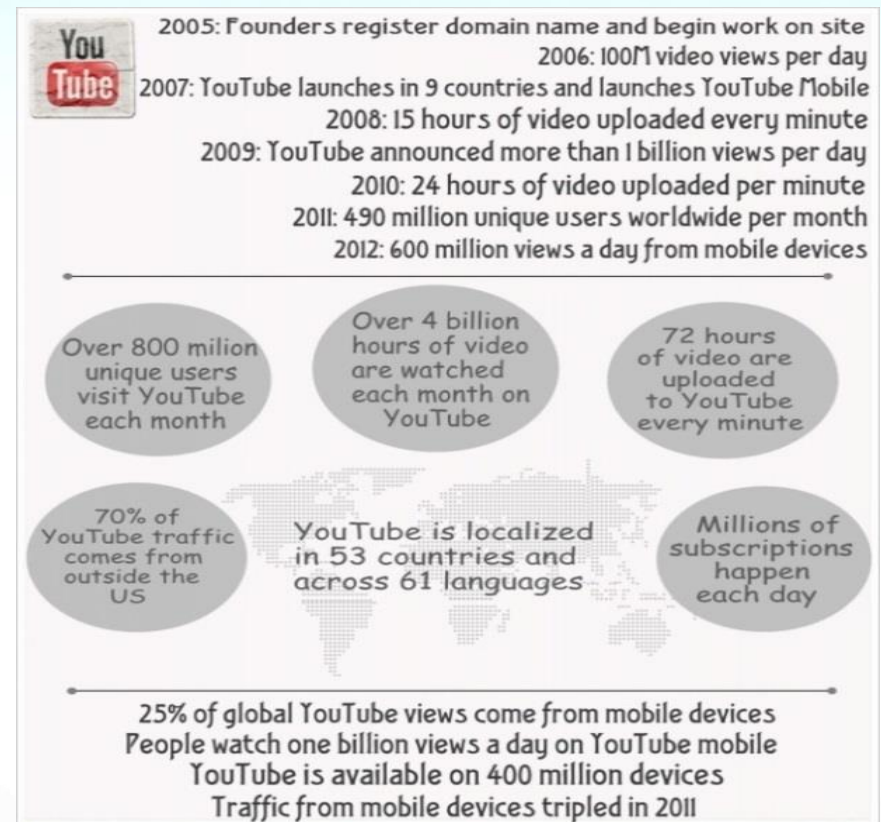 You
Tube
2005: Founders register domain name and begin work on site
2006: 100M video views per day
2007: YouTube launches in 9 countries and launches YouTube Mobile
2008: 15 hours of video uploaded every minute
2009: YouTube announced more than 1 billion views per day
2010: 24 hours of video uploaded per minute
2011: 490 million unique users worldwide per month
2012: 600 million views a day from mobile devices
Over 800 milion
unique users
visit YouTube
each month
Over 4 billion
hours of video
are watched
each month on
YouTube
72 hours
of video are
uploaded
to YouTube
every minute
70% of
YouTube traffic
comes from
outside the
US
YouTube is localized
in 53 countries and
across 61 languages
Millions of
subscriptions
happen
each day
25% of global YouTube views come from mobile devices
People watch one billion views a day on YouTube mobile
YouTube is available on 400 million devices
Traffic from mobile devices tripled in 2011